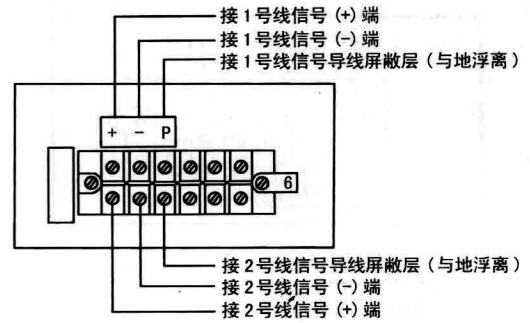 接1号线信号(+)端
接1号线信号(-)端
接1号线信号导线屏蔽层(与地浮离)
+ - P
6
接2号线信号导线屏蔽层(与地浮离)
接2号线信号(-)端
接2号线信号(+)端